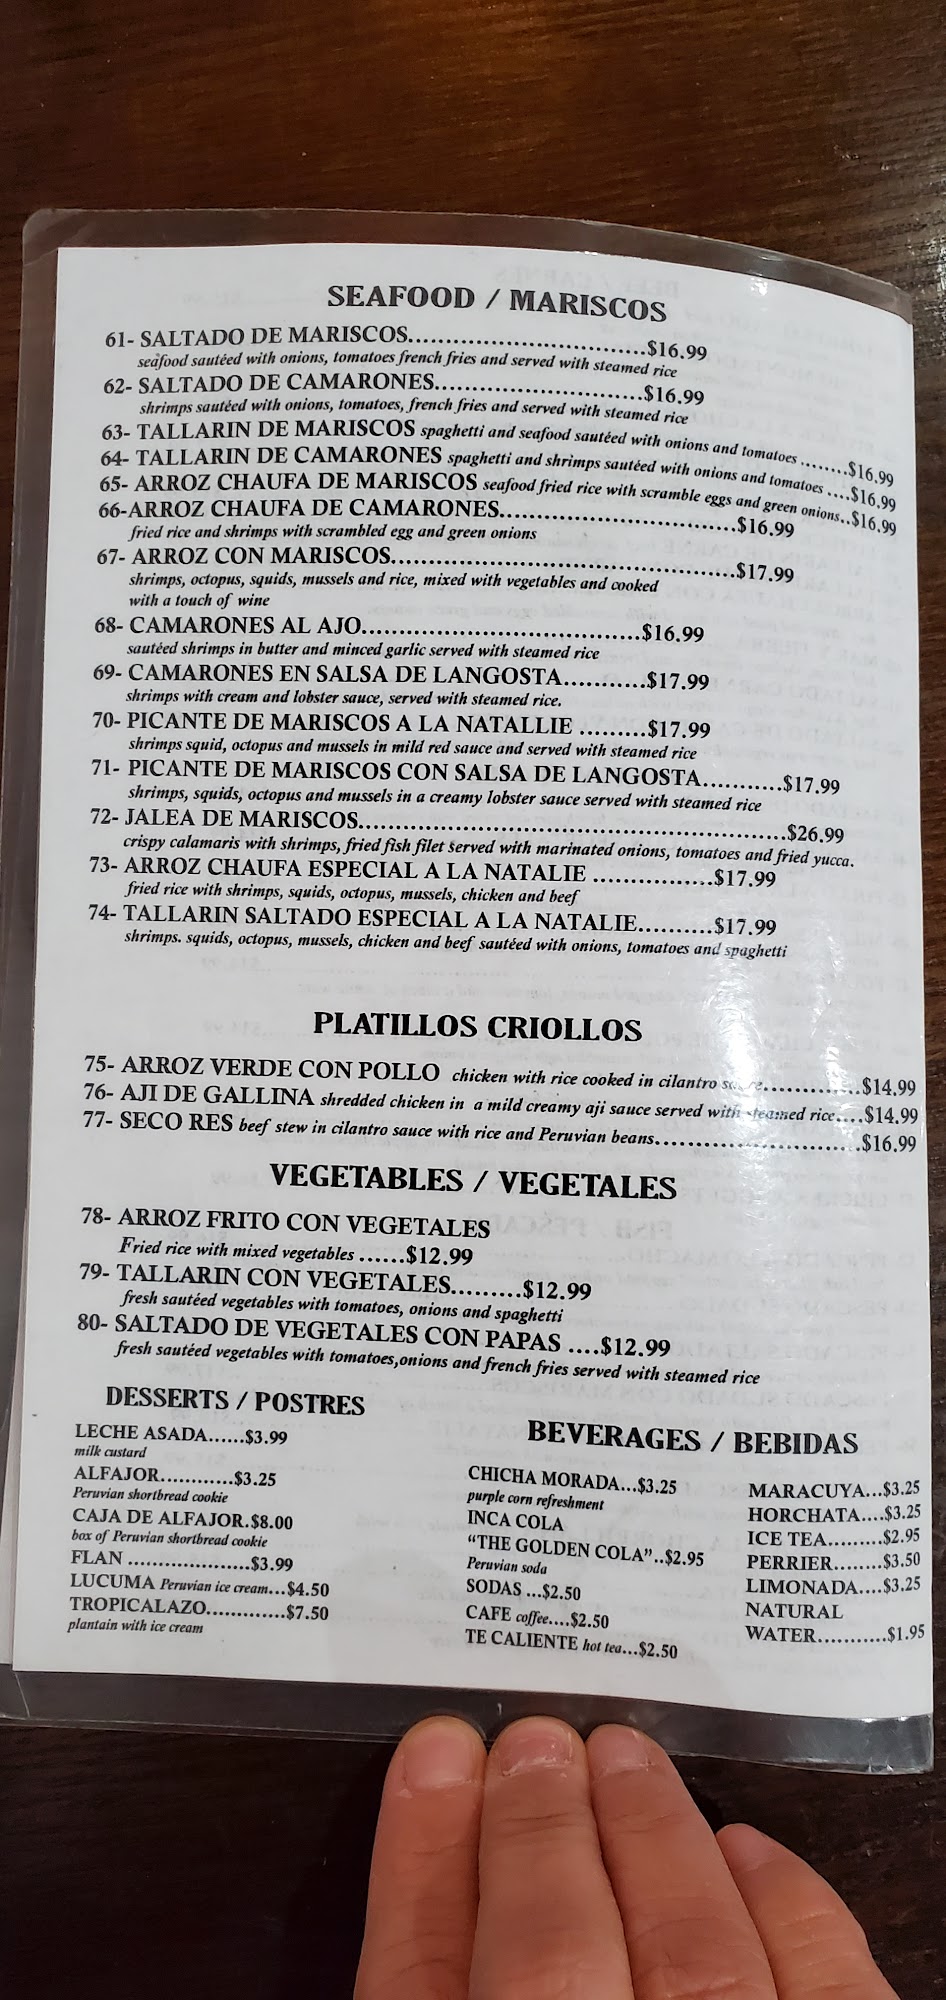 SEAFOOD / MARISCOS
61- SALTADO DE MARISCOS..................................$16.99
seafood sautéed with onions, tomatoes french fries and served with steamed rice
62- SALTADO DE CAMARONES..............................$16.99
shrimps sautéed with onions, tomatoes, french fries and served with steamed rice
63- TALLARIN DE MARISCOS spaghetti and seafood sautéed with onions and tomatoes ........$16.99
64- TALLARIN DE CAMARONES spaghetti and shrimps sautéed with onions and tomatoes ....$16.99
65- ARROZ CHAUFA DE MARISCOS seafood fried rice with scramble eggs and green onions..$16.99
66-ARROZ CHAUFA DE CAMARONES..................................$16.99
fried rice and shrimps with scrambled egg and green onions
67- ARROZ CON MARISCOS..................................................$17.99
shrimps, octopus, squids, mussels and rice, mixed with vegetables and cooked
with a touch of wine
68- CAMARONES AL AJO........................................$16.99
sautéed shrimps in butter and minced garlic served with steamed rice
69- CAMARONES EN SALSA DE LANGOSTA...........$17.99
shrimps with cream and lobster sauce, served with steamed rice.
70- PICANTE DE MARISCOS A LA NATALLIE .........$17.99
shrimps squid, octopus and mussels in mild red sauce and served with steamed rice
71- PICANTE DE MARISCOS CON SALSA DE LANGOSTA...........$17.99
shrimps, squids, octopus and mussels in a creamy lobster sauce served with steamed rice
72- JALEA DE MARISCOS..............................................................$26.99
crispy calamaris with shrimps, fried fish filet served with marinated onions, tomatoes and fried yucca.
73- ARROZ CHAUFA ESPECIAL A LA NATALIE .................$17.99
fried rice with shrimps, squids, octopus, mussels, chicken and beef
74- TALLARIN SALTADO ESPECIAL A LA NATALIE..........$17.99
shrimps. squids, octopus, mussels, chicken and beef sautéed with onions, tomatoes and spaghetti
PLATILLOS CRIOLLOS
75- ARROZ VERDE CON POLLO chicken with rice cooked in cilantro ..............$14.99
76- AJI DE GALLINA shredded chicken in a mild creamy aji sauce served with steamed rice....$14.99
77- SECO RES beef stew in cilantro sauce with rice and Peruvian beans..............................$16.99
VEGETABLES / VEGETALES
78- ARROZ FRITO CON VEGETALES
Fried rice with mixed vegetables ......$12.99
79- TALLARIN CON VEGETALES.........$12.99
fresh sautéed vegetables with tomatoes, onions and spaghetti
80- SALTADO DE VEGETALES CON PAPAS ....$12.99
fresh sautéed vegetables with tomatoes,onions and french fries served with steamed rice
DESSERTS / POSTRES
LECHE ASADA......$3.99
milk custard
ALFAJOR............$3.25
Peruvian shortbread cookie
CAJA DE ALFAJOR.$8.00
box of Peruvian shortbread cookie
FLAN ....................$3.99
LUCUMA Peruvian ice cream...$4.50
TROPICALAZO.............$7.50
plantain with ice cream
BEVERAGES / BEBIDAS
CHICHA MORADA...$3.25
purple corn refreshment
INCA COLA
“THE GOLDEN COLA”..$2.95
Peruvian soda
SODAS ...$2.50
CAFE coffee....$2.50
TE CALIENTE hot tea...$2.50
MARACUYA...$3.25
HORCHATA....$3.25
ICE TEA.........$2.95
PERRIER........$3.50
LIMONADA....$3.25
NATURAL
WATER...........$1.95